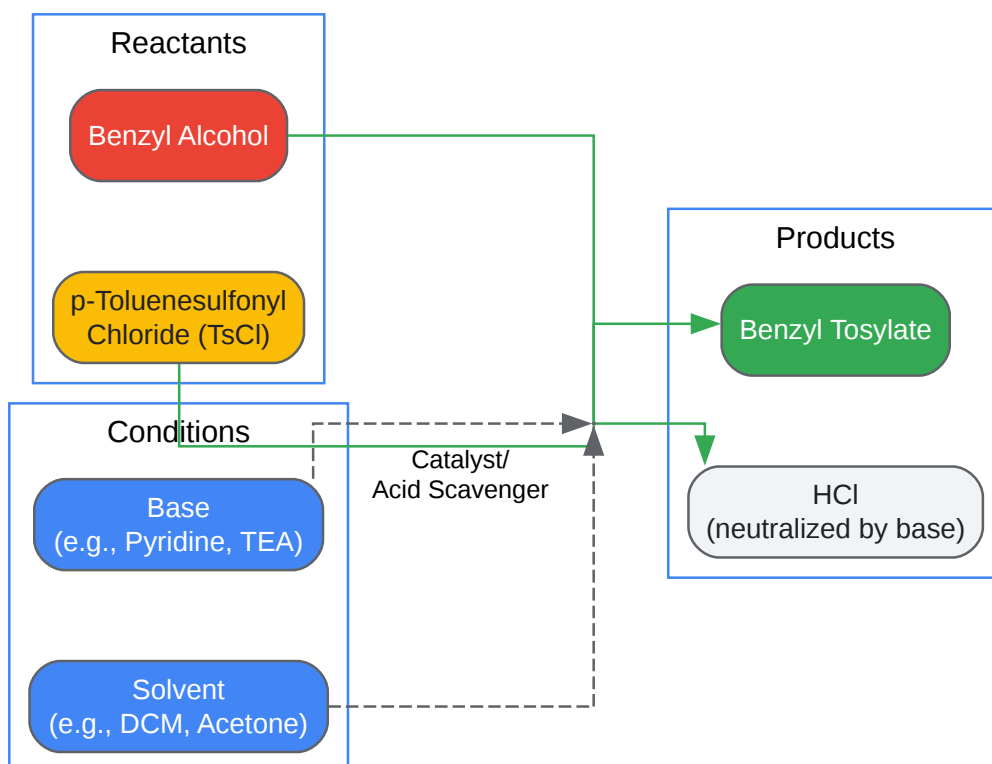 Reactants
Benzyl Alcohol
p-Toluenesulfonyl
Chloride (TsCl)
Conditions
Base
(e.g., Pyridine, TEA)
Solvent
(e.g., DCM, Acetone)
Catalyst/
Acid Scavenger
Products
Benzyl Tosylate
HCl
(neutralized by base)